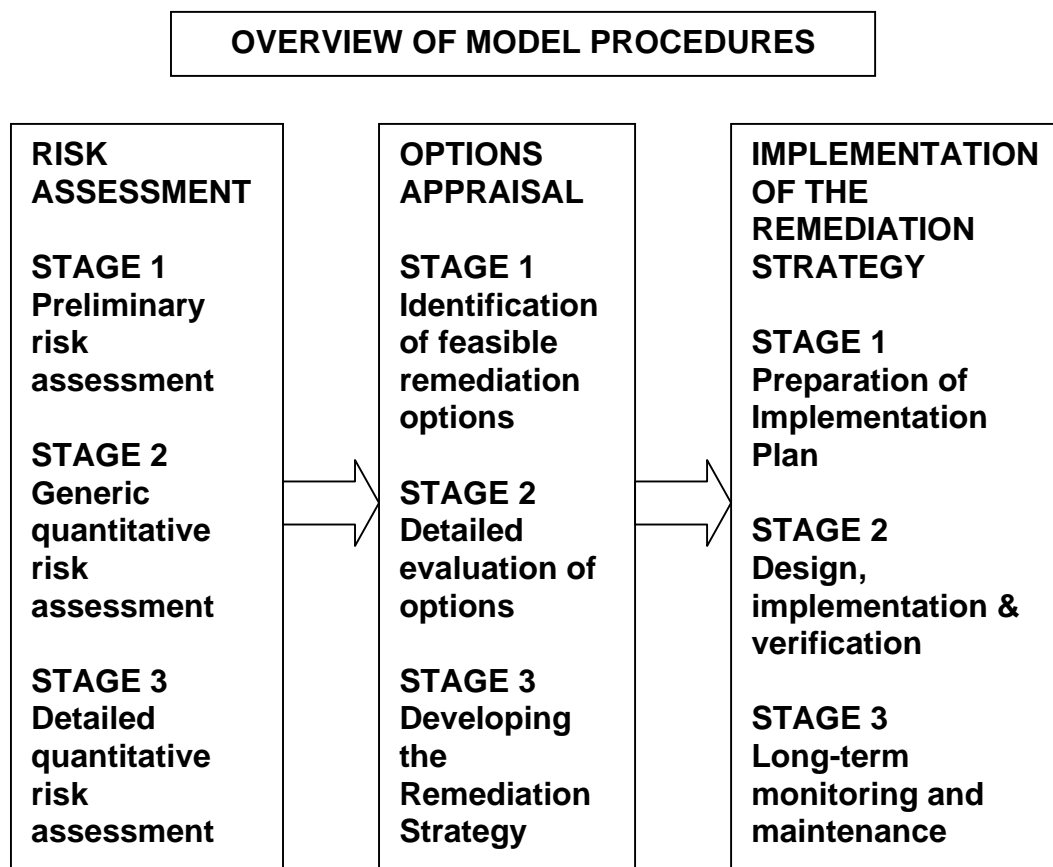 OVERVIEW OF MODEL PROCEDURES
RISK
ASSESSMENT
STAGE 1
Preliminary
risk
assessment
STAGE 2
Generic
quantitative
risk
assessment
STAGE 3
Detailed
quantitative
risk
assessment
OPTIONS
APPRAISAL
STAGE 1
Identification
of feasible
remediation
options
STAGE 2
Detailed
evaluation of
options
STAGE 3
Developing
the
Remediation
Strategy
IMPLEMENTATION
OF THE
REMEDIATION
STRATEGY
STAGE 1
Preparation of
Implementation
Plan
STAGE 2
Design,
implementation &
verification
STAGE 3
Long-term
monitoring and
maintenance